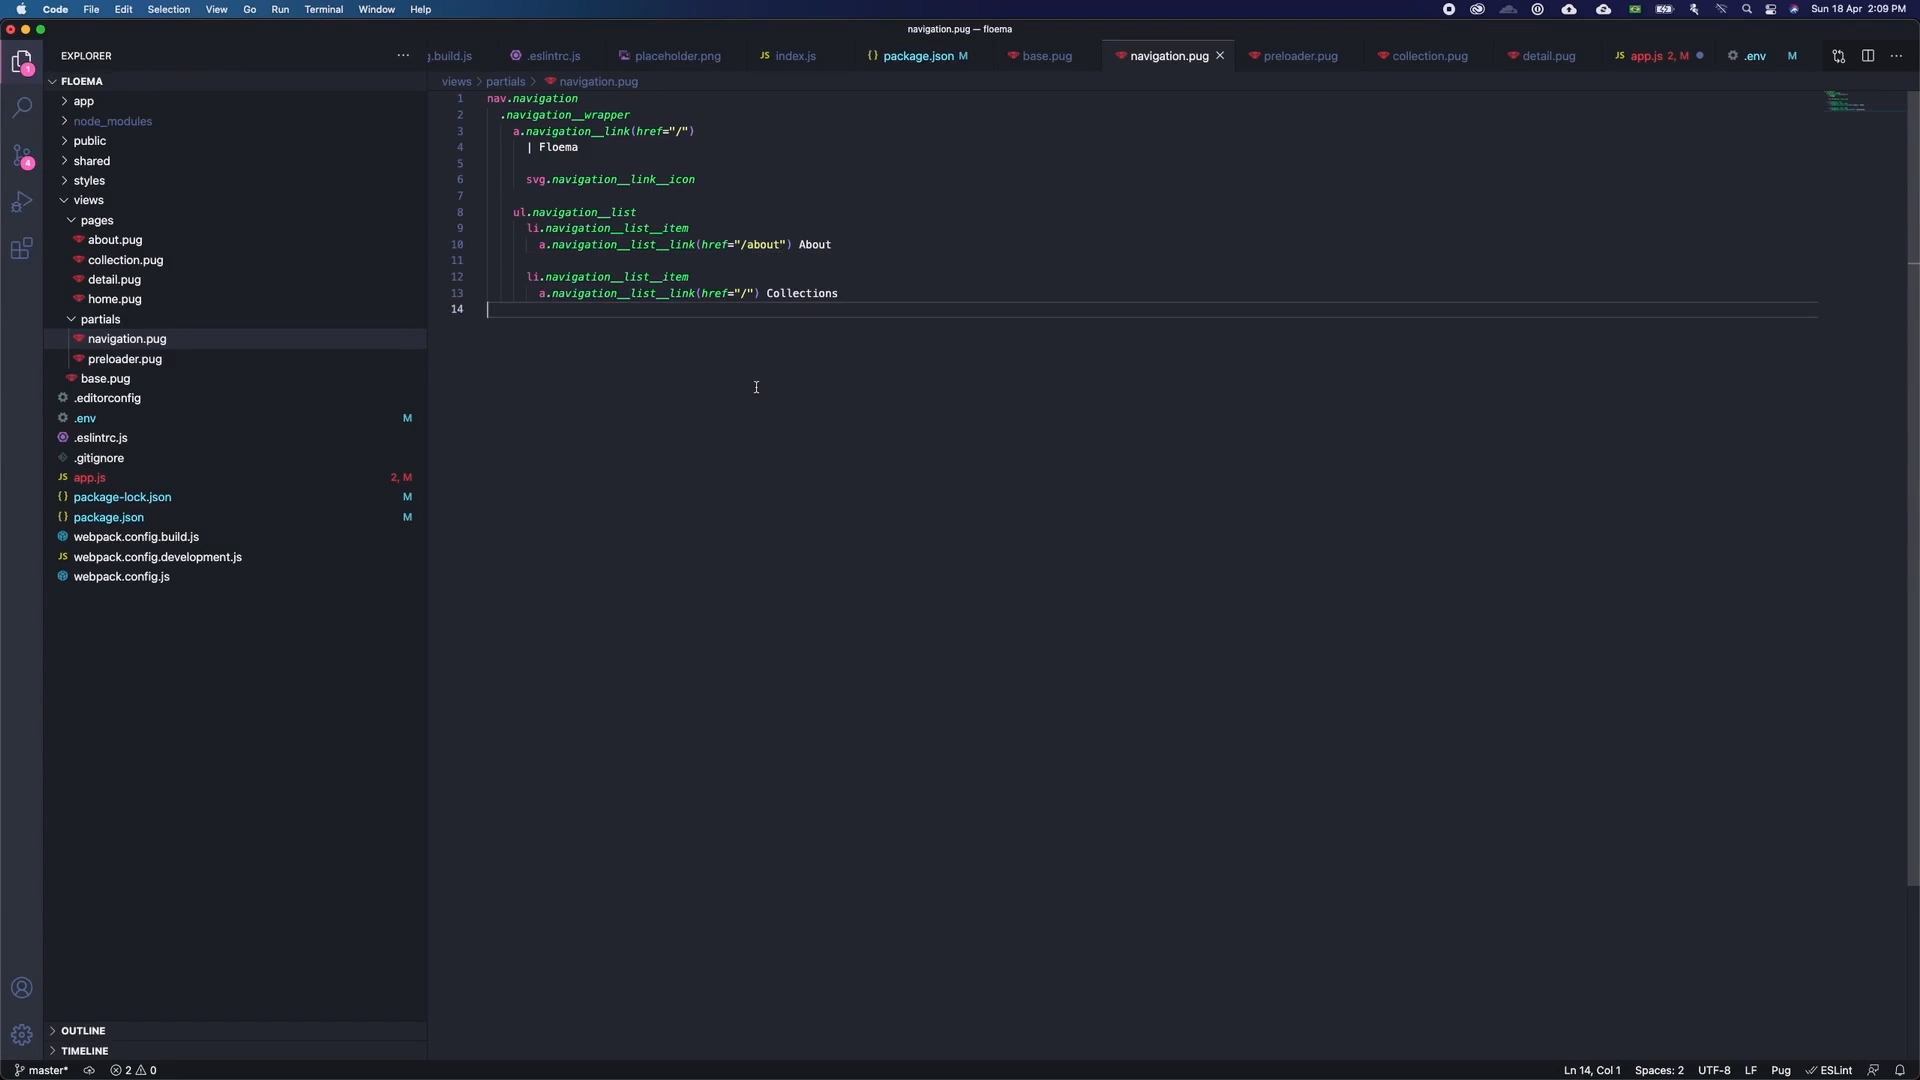 Code File Edit Selection View Go Run Terminal Window Help Sun 18 Apr 2:09 PM
navigation.pug — floema
EXPLORER
g.build.js .eslintrc.js placeholder.png JS index.js {} package.json M base.pug navigation.pug preloader.pug collection.pug detail.pug JS app.js 2, M .env M
views > partials > navigation.pug
FLOEMA
app
node_modules
public
shared
styles
views
pages
about.pug
collection.pug
detail.pug
home.pug
partials
navigation.pug
preloader.pug
base.pug
.editorconfig
.env M
.eslintrc.js
.gitignore
JS app.js 2, M
{} package-lock.json M
{} package.json M
webpack.config.build.js
JS webpack.config.development.js
webpack.config.js
1 nav.navigation
2 .navigation__wrapper
3 a.navigation__link(href="/")
4 | Floema
5
6 svg.navigation__link__icon
7
8 ul.navigation__list
9 li.navigation__list__item
10 a.navigation__list__link(href="/about") About
11
12 li.navigation__list__item
13 a.navigation__list__link(href="/") Collections
14
1
4
OUTLINE
TIMELINE
master* 2 0 Ln 14, Col 1 Spaces: 2 UTF-8 LF Pug ESLint